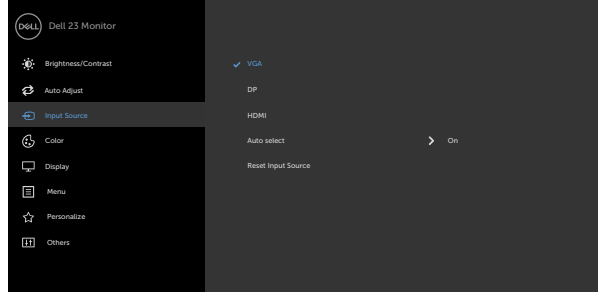 DELL Dell 23 Monitor
Brightness/Contrast
Auto Adjust
Input Source
Color
Display
Menu
Personalize
Others
VGA
DP
HDMI
Auto select On
Reset Input Source